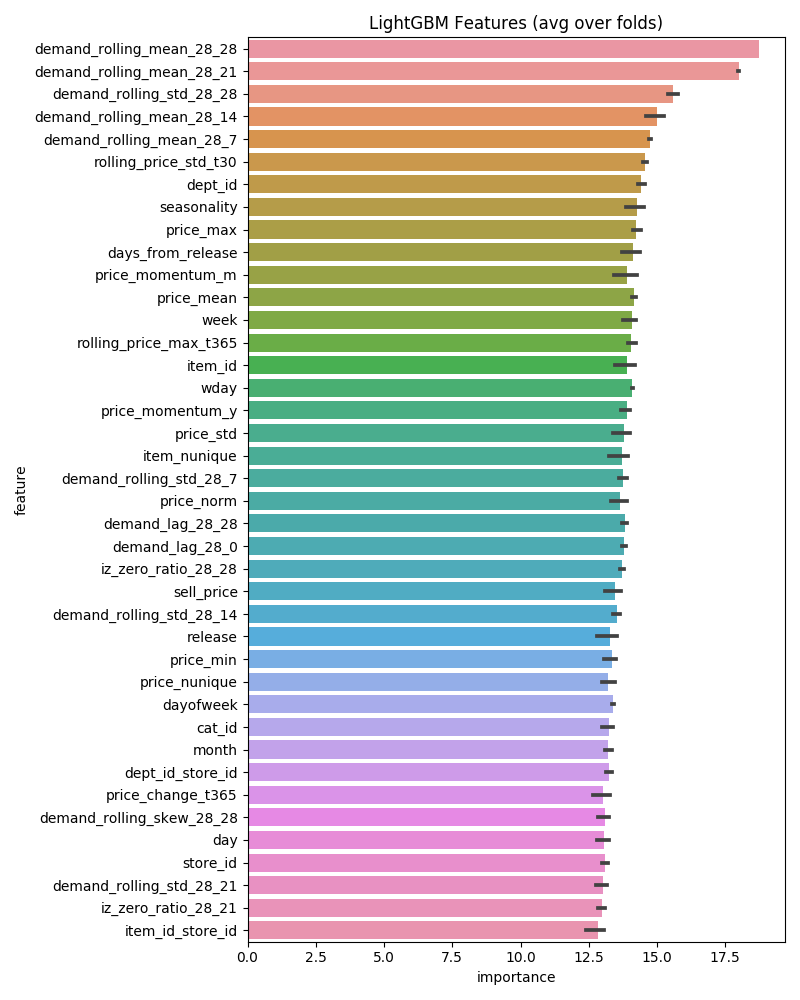 LightGBM Features (avg over folds)
demand_rolling_mean_28_28
demand_rolling_mean_28_21
demand_rolling_std_28_28
demand_rolling_mean_28_14
demand_rolling_mean_28_7
rolling_price_std_t30
dept_id
seasonality
price_max
days_from_release
price_momentum_m
price_mean
week
rolling_price_max_t365
item_id
wday
price_momentum_y
price_std
item_nunique
demand_rolling_std_28_7
price_norm
demand_lag_28_28
demand_lag_28_0
iz_zero_ratio_28_28
sell_price
demand_rolling_std_28_14
release
price_min
price_nunique
dayofweek
cat_id
month
dept_id_store_id
price_change_t365
demand_rolling_skew_28_28
day
store_id
demand_rolling_std_28_21
iz_zero_ratio_28_21
item_id_store_id
feature
0.0 2.5 5.0 7.5 10.0 12.5 15.0 17.5
importance